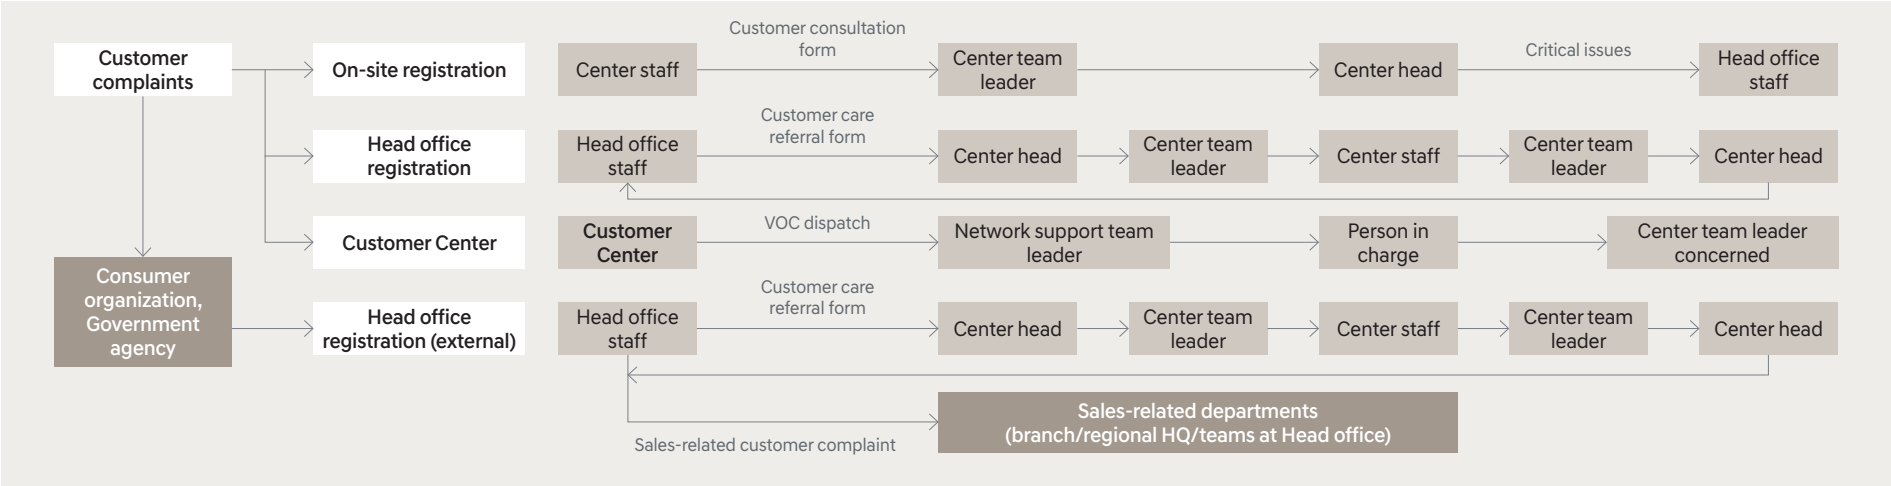 Customer
complaints
On-site registration
Center staff
Customer consultation
form
Center team
leader
Center head
Critical issues
Head office
staff
Head office
registration
Head office
staff
Customer care
referral form
Center head
Center team
leader
Center staff
Center team
leader
Center head
Customer Center
Customer
Center
VOC dispatch
Network support team
leader
Person in
charge
Center team leader
concerned
Consumer
organization,
Government
agency
Head office
registration (external)
Head office
staff
Customer care
referral form
Center head
Center team
leader
Center staff
Center team
leader
Center head
Sales-related customer complaint
Sales-related departments
(branch/regional HQ/teams at Head office)